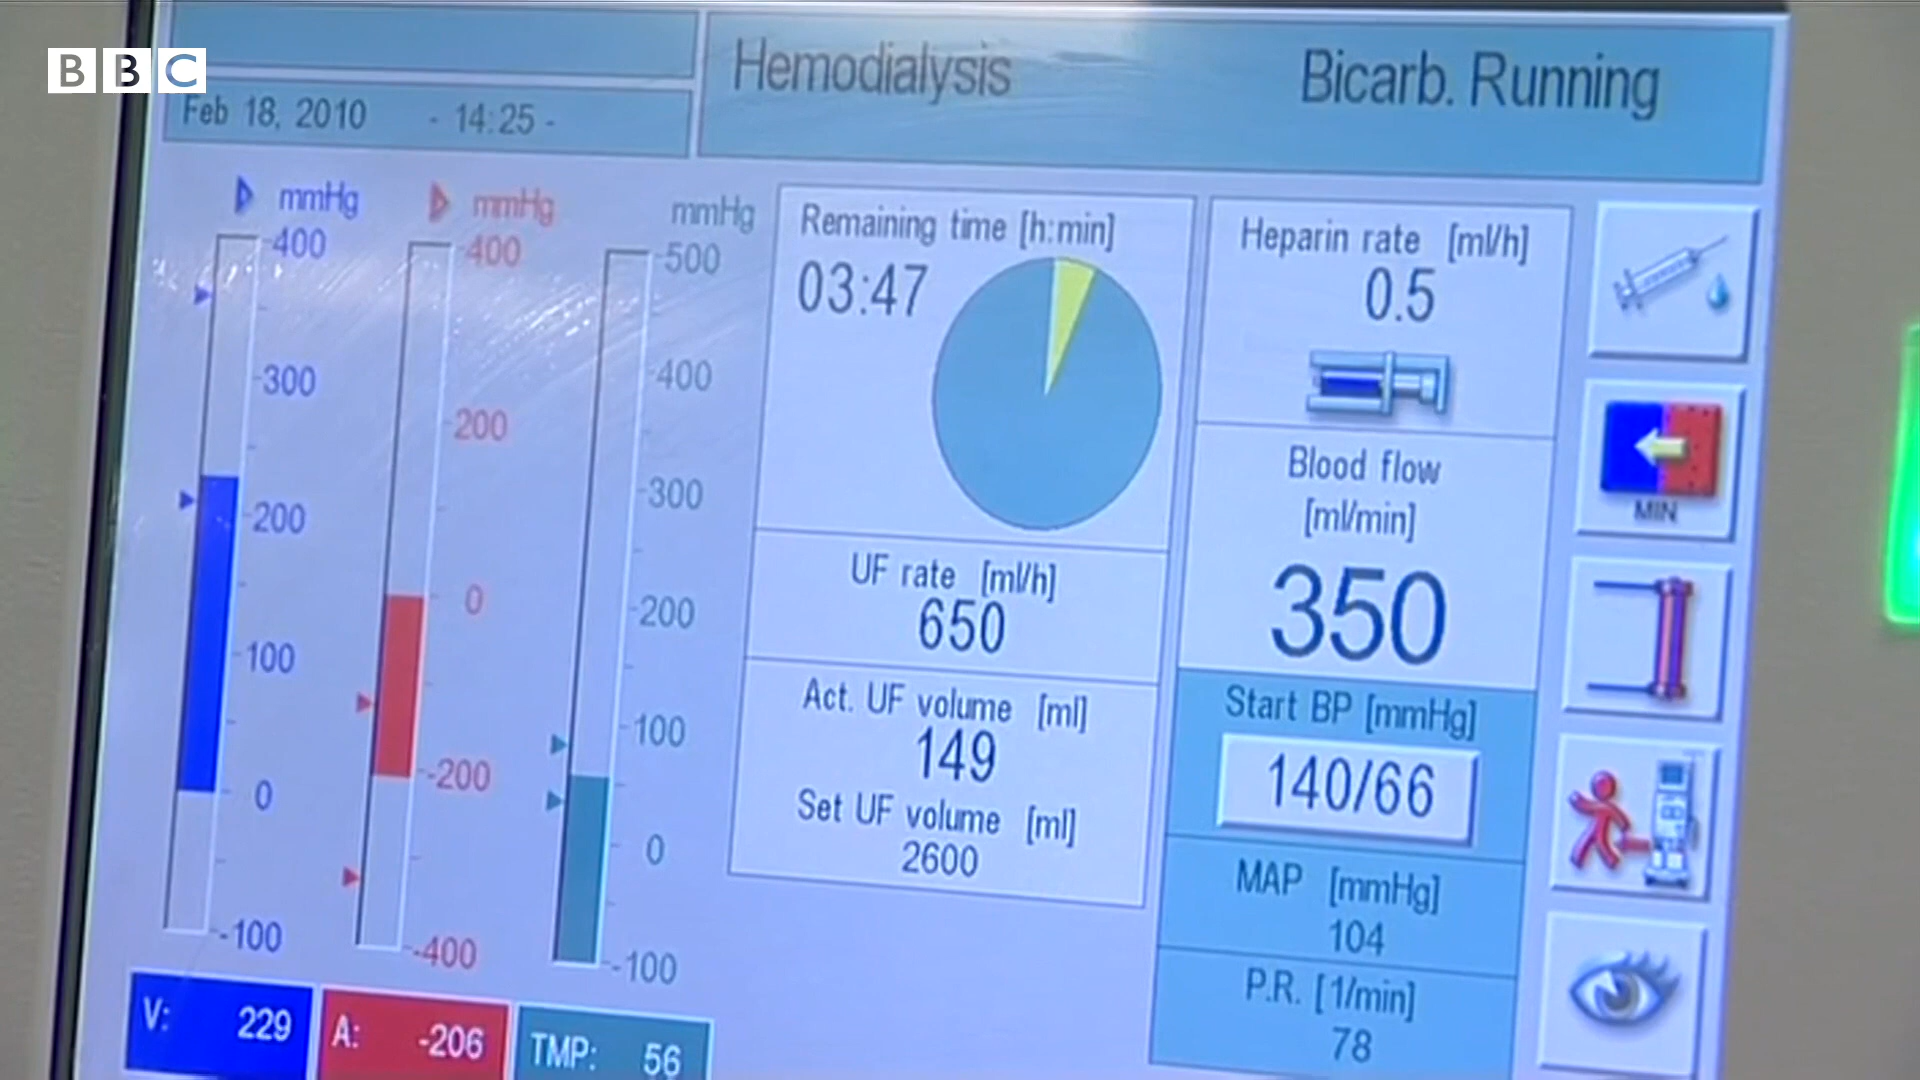 BBC
Hemodialysis Bicarb. Running
Feb 18, 2010 - 14:25 -
mmHg
400
300
200
100
0
-100
mmHg
400
200
0
-200
-400
mmHg
500
400
300
200
100
0
-100
V: 229
A: -206
TMP: 56
Remaining time [h:min]
03:47
UF rate [ml/h]
650
Act. UF volume [ml]
149
Set UF volume [ml]
2600
Heparin rate [ml/h]
0.5
Blood flow
[ml/min]
350
Start BP [mmHg]
140/66
MAP [mmHg]
104
P.R. [1/min]
78
MIN